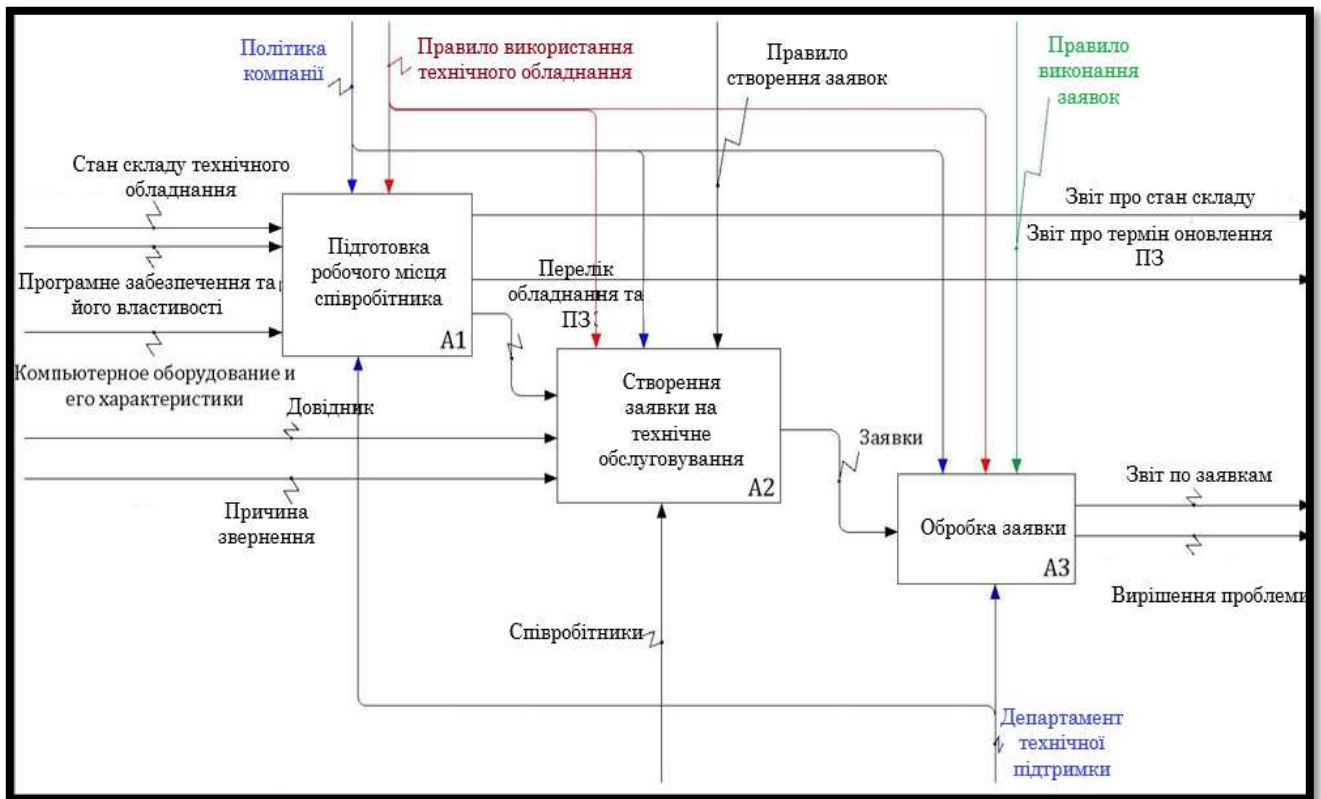 Політика
компанії
Правило використання
технічного обладнання
Правило
створення заявок
Правило
виконання
заявок
Стан складу технічного
обладнання
Програмне забезпечення та
його властивості
Компьютерное оборудование и
его характеристики
Підготовка
робочого місця
співробітника
A1
Звіт про стан складу
Звіт про термін оновлення
ПЗ
Перелік
обладнання та
ПЗ
Довідник
Причина
звернення
Створення
заявки на
технічне
обслуговування
A2
Заявки
Обробка заявки
A3
Звіт по заявкам
Вирішення проблеми
Співробітники
Департамент
технічної
підтримки